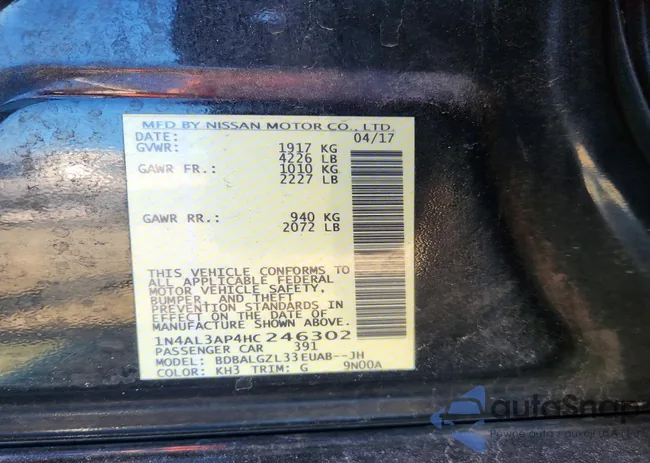 MFD BY NISSAN MOTOR CO., LTD.
DATE: 04/17
GVWR: 1917 KG
4226 LB
GAWR FR.: 1010 KG
2227 LB
GAWR RR.: 940 KG
2072 LB
THIS VEHICLE CONFORMS TO
ALL APPLICABLE FEDERAL
MOTOR VEHICLE SAFETY,
BUMPER, AND THEFT
PREVENTION STANDARDS IN
EFFECT ON THE DATE OF
MANUFACTURE SHOWN ABOVE.
1N4AL3AP4HC246302
PASSENGER CAR 391
MODEL: BDBALGZL33EUAB--JH
COLOR: KH3 TRIM: G 9N00A
autoSnap